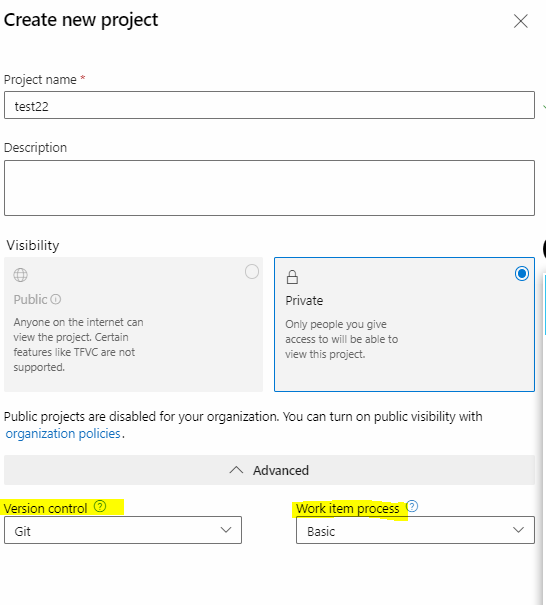 Create new project
Project name *
test22
Description
Visibility
Public
Anyone on the internet can
view the project. Certain
features like TFVC are not
supported.
Private
Only people you give
access to will be able to
view this project.
Public projects are disabled for your organization. You can turn on public visibility with
organization policies.
Advanced
Version control ?
Work item process ?
Git
Basic